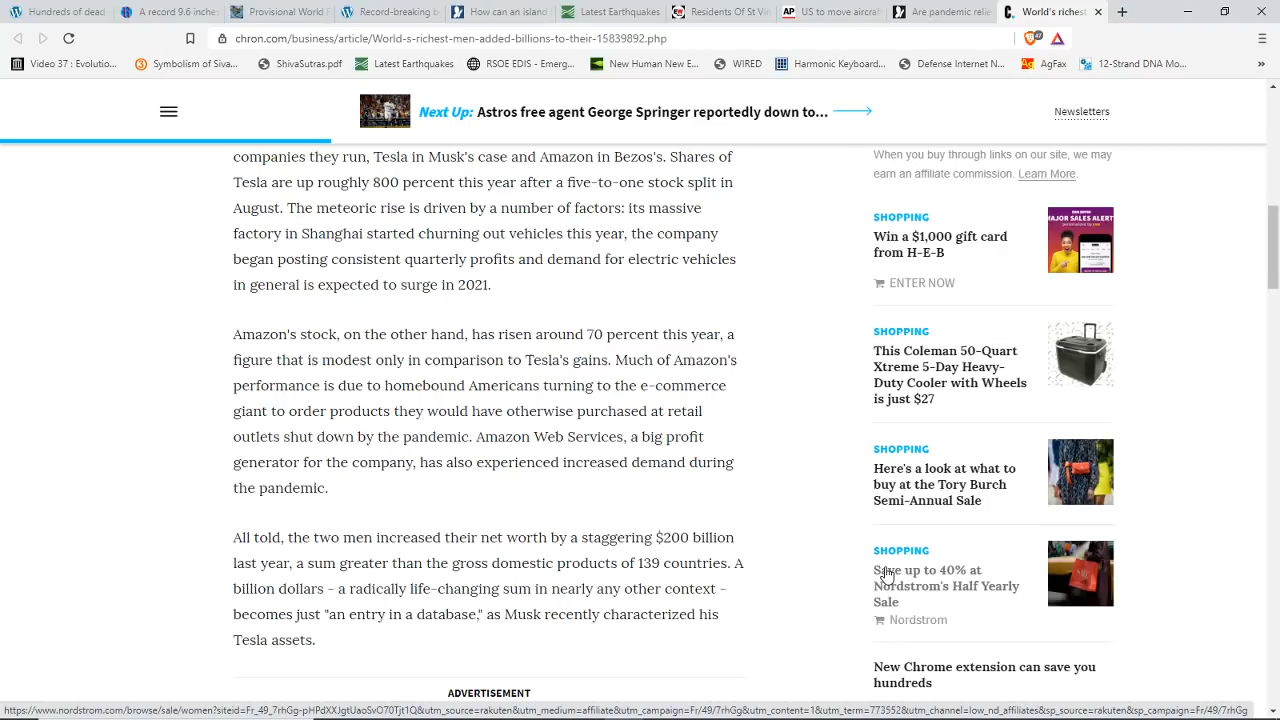 Hundreds of dead
A record 9 b
Record-breaking
How can an island
Latest Earthquakes
Residents Of St Vi
US move aircraf
Are pandemic relie
World's richest men
chron.com/business/article/World-s-richest-men-added-billions-to-their-15839892.php
Video 37 : Evolutio...
Symbolism of Siva...
ShivaSutras.pdf
Latest Earthquakes
RSOE EDIS - Emerg...
New Human New E...
WIRED
Harmonic Keyboard...
Defense Internet N...
AgFax
12-Strand DNA Mo...
Next Up: Astros free agent George Springer reportedly down to...
Newsletters
companies they run, Tesla in Musk's case and Amazon in Bezos's. Shares of
Tesla are up roughly 800 percent this year after a five-to-one stock split in
August. The meteoric rise is driven by a number of factors: its massive
factory in Shanghai began churning out vehicles this year, the company
began posting consistent quarterly profits and demand for electric vehicles
in general is expected to surge in 2021.
Amazon's stock, on the other hand, has risen around 70 percent this year, a
figure that is modest only in comparison to Tesla's gains. Much of Amazon's
performance is due to homebound Americans turning to the e-commerce
giant to order products they would have otherwise purchased at retail
outlets shut down by the pandemic. Amazon Web Services, a big profit
generator for the company, has also experienced increased demand during
the pandemic.
All told, the two men increased their net worth by a staggering $200 billion
last year, a sum greater than the gross domestic products of 139 countries. A
billion dollars - a radically life-changing sum in nearly any other context -
becomes just "an entry in a database," as Musk recently characterized his
Tesla assets.
ADVERTISEMENT
When you buy through links on our site, we may
earn an affiliate commission. Learn More.
SHOPPING
Win a $1,000 gift card
from H-E-B
ENTER NOW
MAJOR SALES ALERT
SHOPPING
This Coleman 50-Quart
Xtreme 5-Day Heavy-
Duty Cooler with Wheels
is just $27
SHOPPING
Here's a look at what to
buy at the Tory Burch
Semi-Annual Sale
SHOPPING
Save up to 40% at
Nordstrom's Half Yearly
Sale
Nordstrom
New Chrome extension can save you
hundreds
https://www.nordstrom.com/browse/sale/women?siteid=Fr_49_7rhGg-pHPdXXJgtUaoSvO70Tjt1Q&utm_source=rakuten&utm_medium=affiliate&utm_campaign=Fr/49/7rhGg&utm_content=1&utm_term=773552&utm_channel=low_nd_affiliates&sp_source=rakuten&sp_campaign=Fr/49/7rhGg